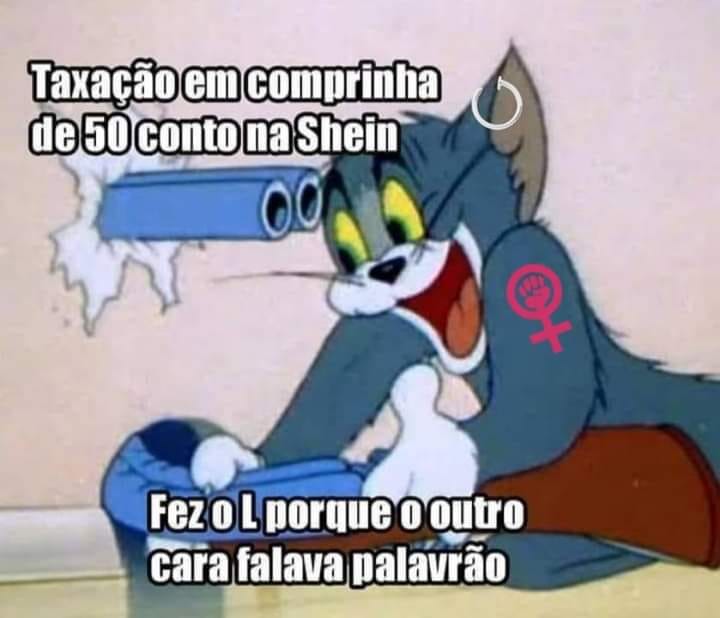 Taxação em comprinha
de 50 conto na Shein
Fez o L porque o outro
cara falava palavrão